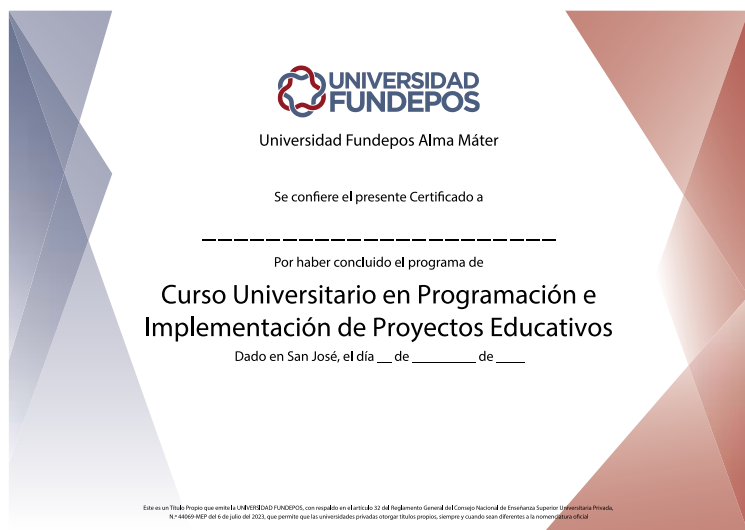 UNIVERSIDAD
FUNDEPOS
Universidad Fundepos Alma Máter
Se confiere el presente Certificado a
_ _ _ _ _ _ _ _ _ _ _ _ _ _ _ _ _ _ _ _ _ _
Por haber concluido el programa de
Curso Universitario en Programación e
Implementación de Proyectos Educativos
Dado en San José, el día __ de _________ de ____
Este es un Título Propio que emite la UNIVERSIDAD FUNDEPOS, con respaldo en el artículo 32 del Reglamento General del Consejo Nacional de Enseñanza Superior Universitaria Privada,
N.º 44069-MEP del 6 de julio del 2023, que permite que las universidades privadas otorgar títulos propios, siempre y cuando sean diferentes a la nomenclatura oficial